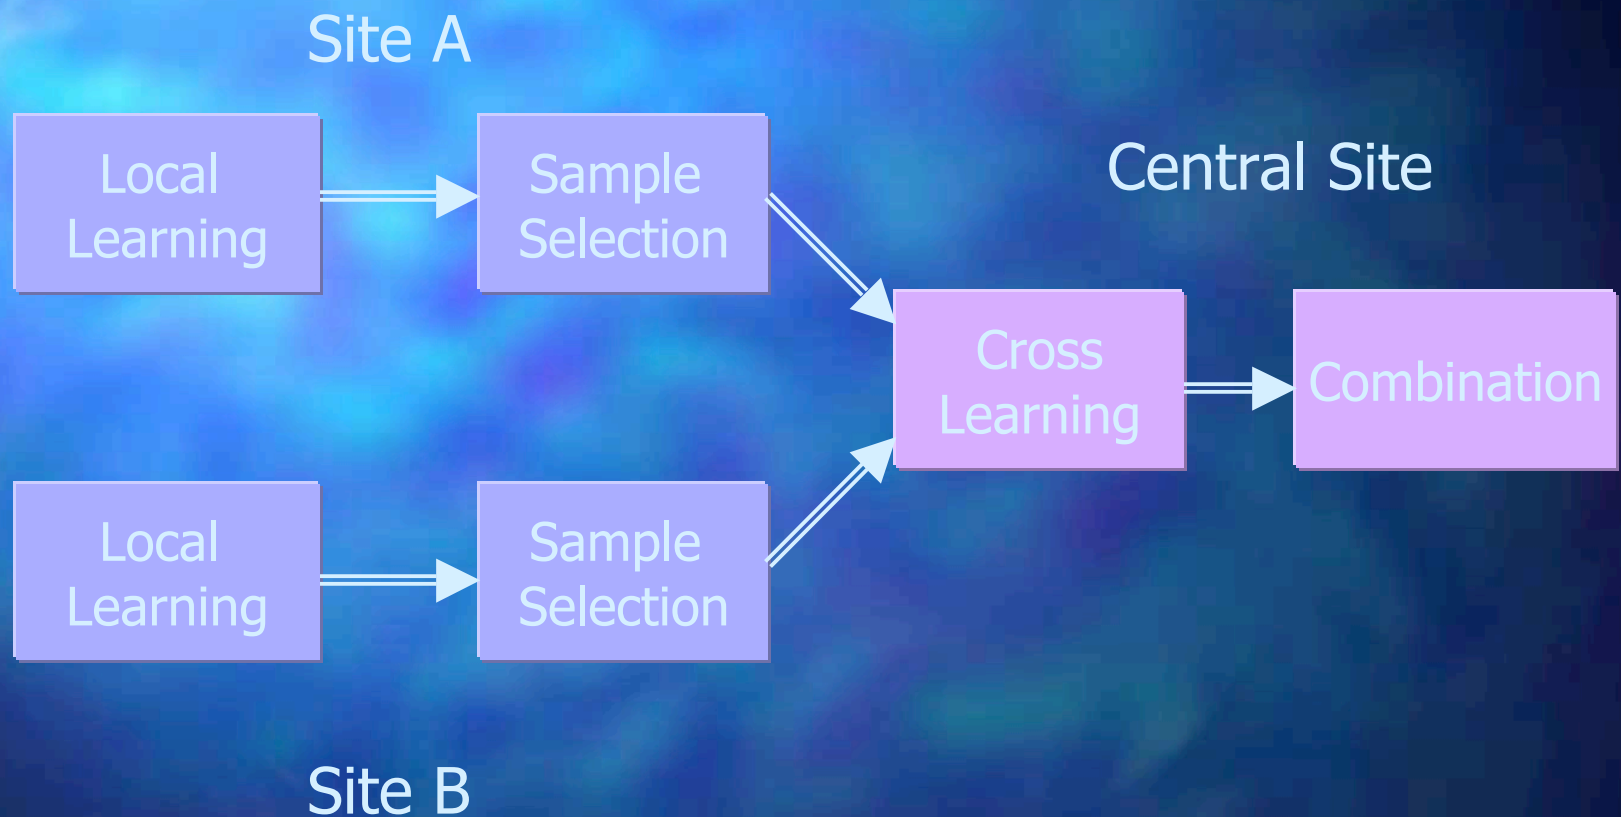 Site A
Local
Learning
Sample
Selection
Central Site
Cross
Learning
Combination
Local
Learning
Sample
Selection
Site B